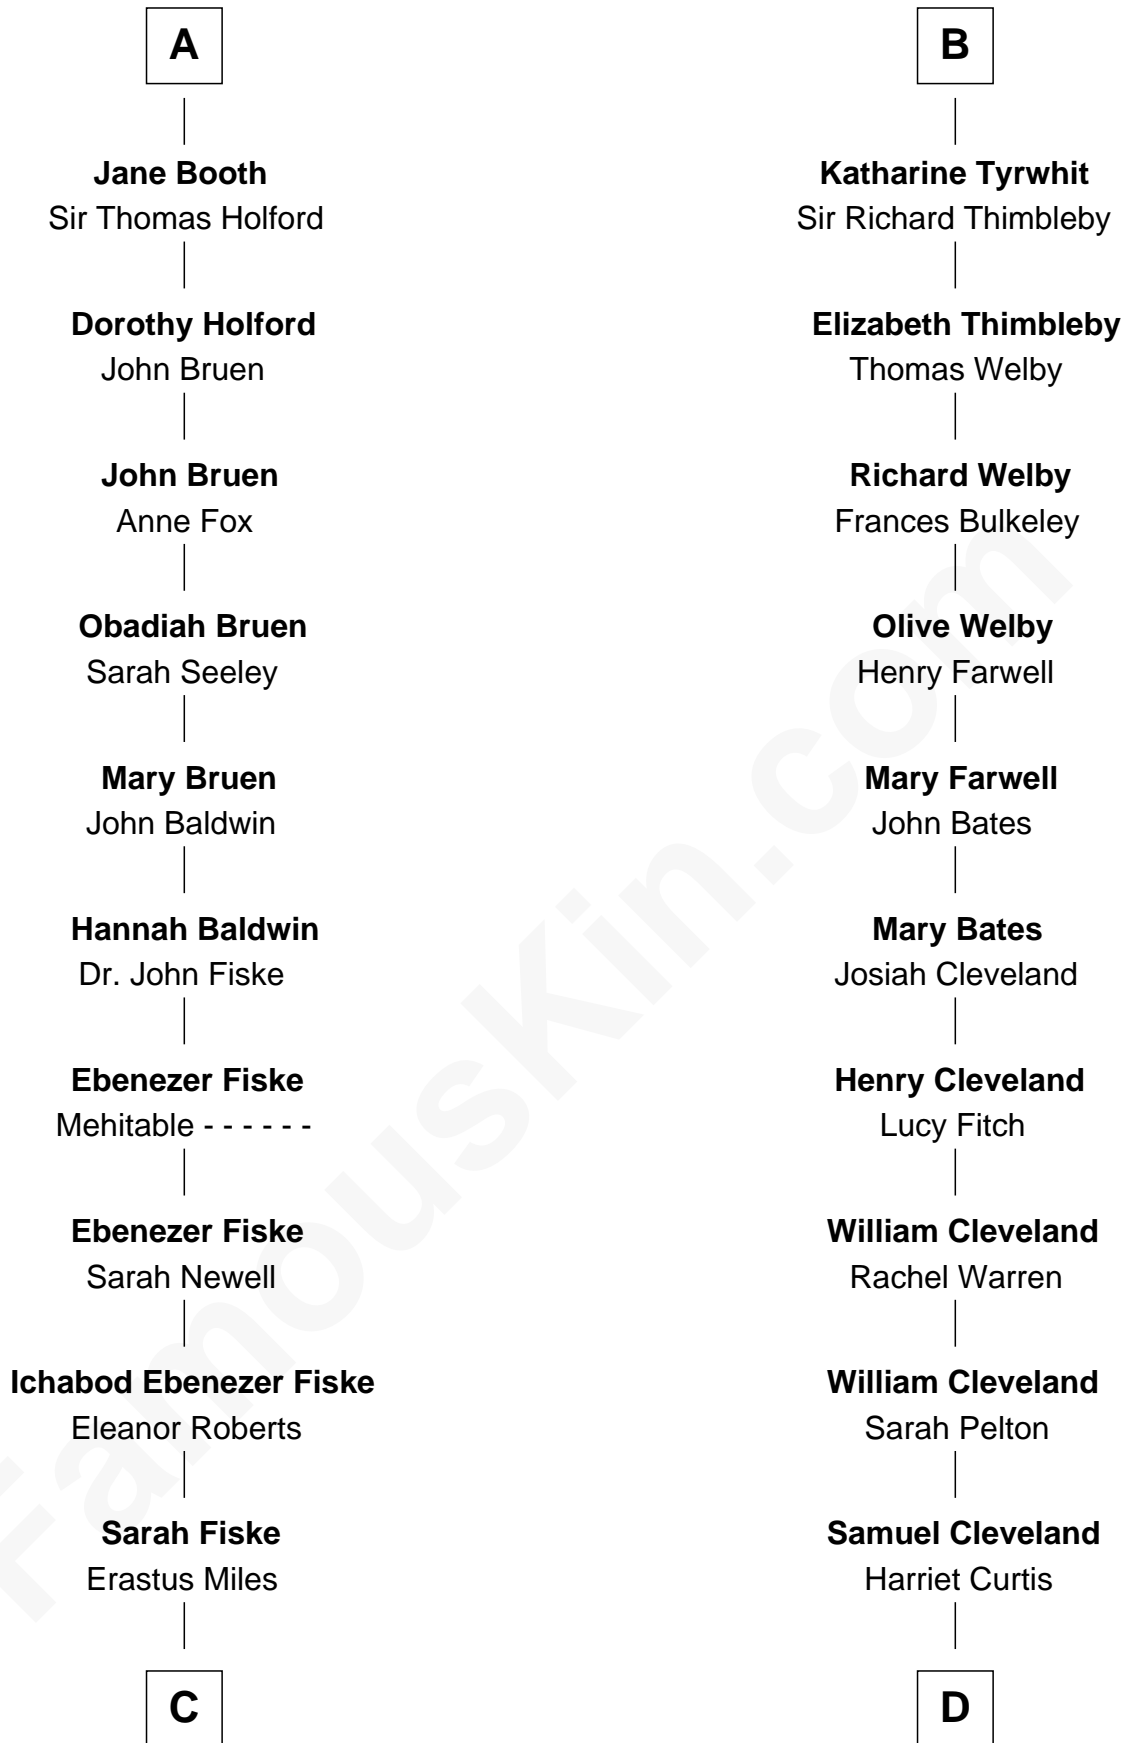 A
Jane Booth
Sir Thomas Holford
Dorothy Holford
John Bruen
John Bruen
Anne Fox
Obadiah Bruen
Sarah Seeley
Mary Bruen
John Baldwin
Hannah Baldwin
Dr. John Fiske
Ebenezer Fiske
Mehitable - - - - - -
Ebenezer Fiske
Sarah Newell
Ichabod Ebenezer Fiske
Eleanor Roberts
Sarah Fiske
Erastus Miles
C
B
Katharine Tyrwhit
Sir Richard Thimbleby
Elizabeth Thimbleby
Thomas Welby
Richard Welby
Frances Bulkeley
Olive Welby
Henry Farwell
Mary Farwell
John Bates
Mary Bates
Josiah Cleveland
Henry Cleveland
Lucy Fitch
William Cleveland
Rachel Warren
William Cleveland
Sarah Pelton
Samuel Cleveland
Harriet Curtis
D
FamousKin.com